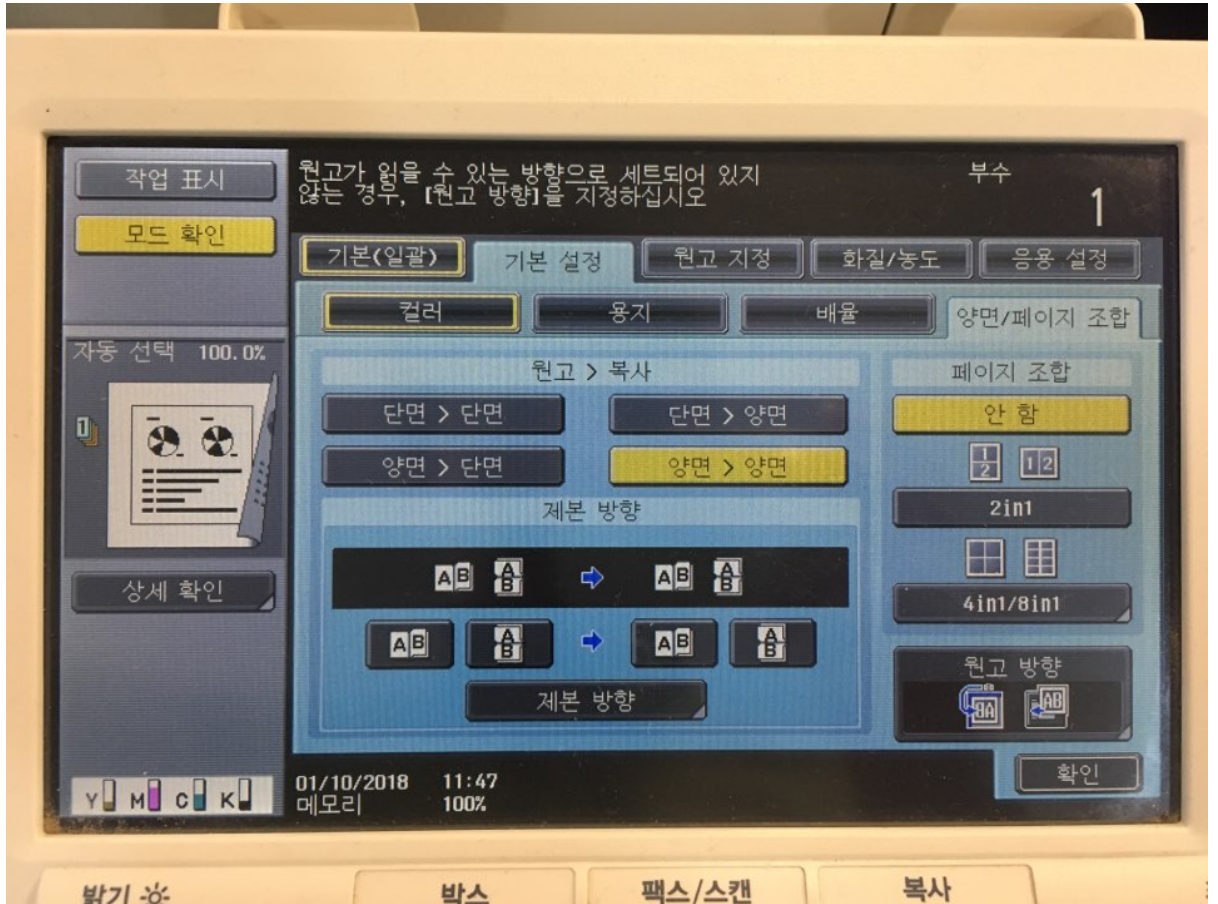 작업 표시
모드 확인
원고가 읽을 수 있는 방향으로 세트되어 있지
않는 경우, [원고 방향]을 지정하십시오
부수
1
기본(일괄)
기본 설정
원고 지정
화질/농도
응용 설정
컬러
용지
배율
양면/페이지 조합
자동 선택 100.0%
1
상세 확인
원고 > 복사
단면 > 단면
단면 > 양면
양면 > 단면
양면 > 양면
제본 방향
AB
A
B
AB
A
B
AB
A
B
AB
A
B
제본 방향
페이지 조합
안 함
1
2
1 2
2in1
4in1/8in1
원고 방향
AB
AB
확인
Y M C K
01/10/2018 11:47
메모리 100%
밝기
박스
팩스/스캔
복사